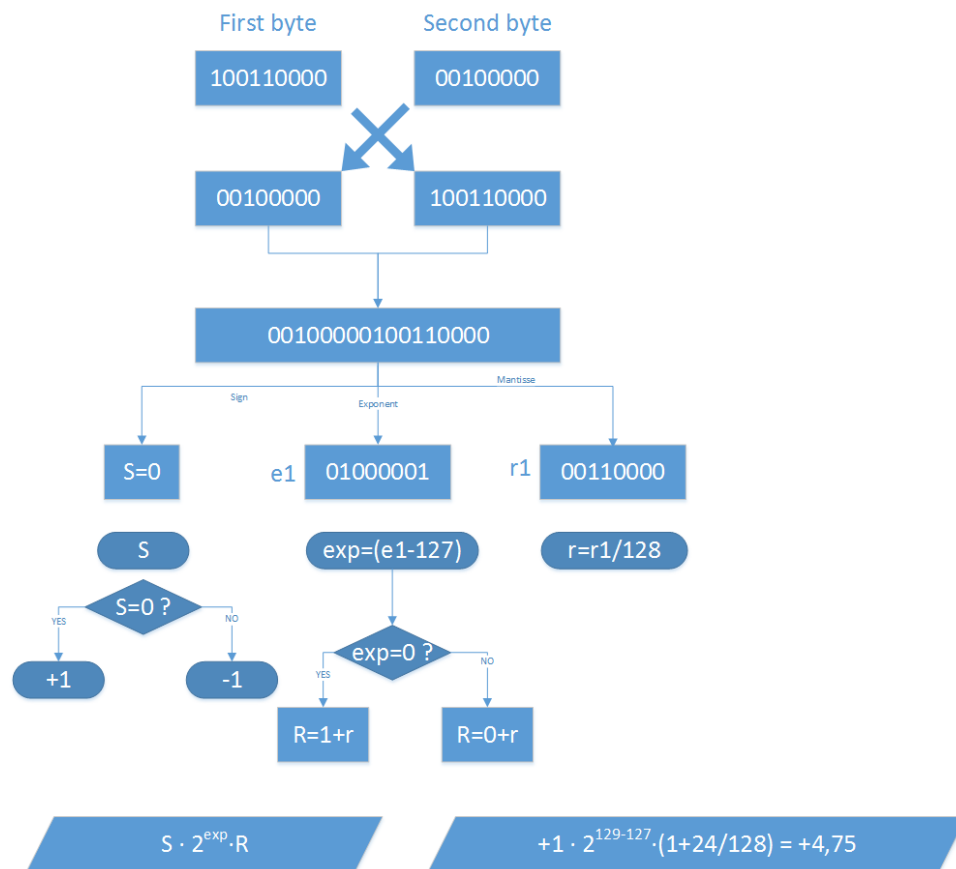 First byte
Second byte
100110000
00100000
00100000
100110000
00100000100110000
Sign
Exponent
Mantisse
S=0
e1
01000001
r1
00110000
S
exp=(e1-127)
r=r1/128
S=0 ?
YES
NO
+1
-1
exp=0 ?
YES
NO
R=1+r
R=0+r
S · 2^exp·R
+1 · 2^129-127·(1+24/128) = +4,75